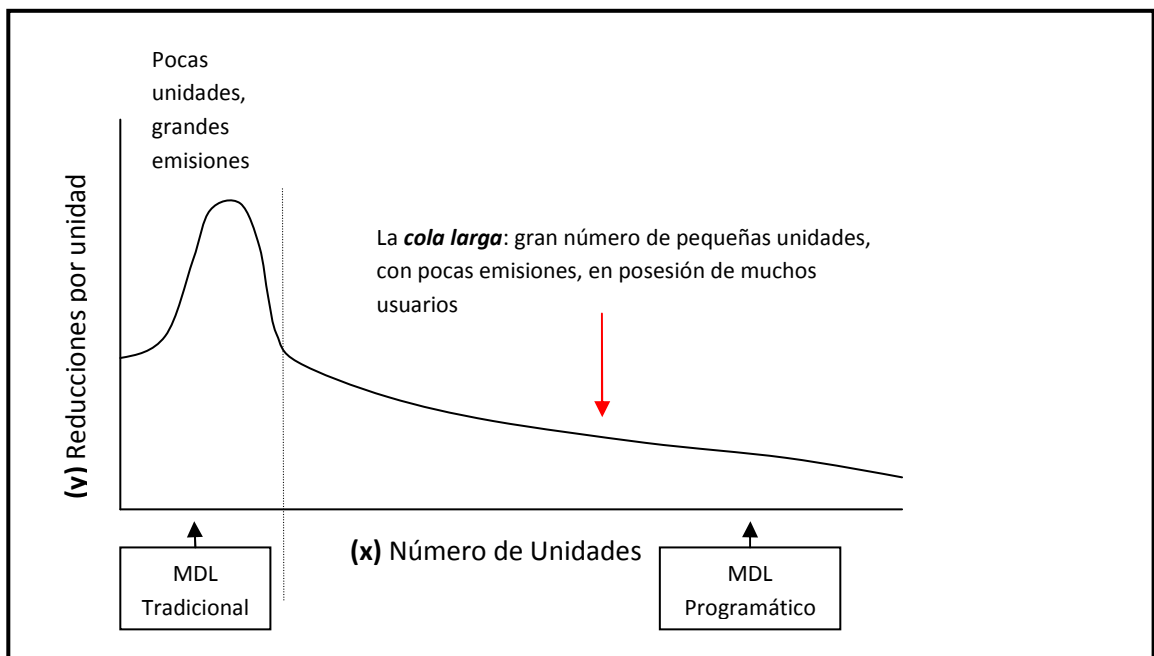 Pocas
unidades,
grandes
emisiones
La cola larga: gran número de pequeñas unidades,
con pocas emisiones, en posesión de muchos
usuarios
(y) Reducciones por unidad
(x) Número de Unidades
MDL
Tradicional
MDL
Programático